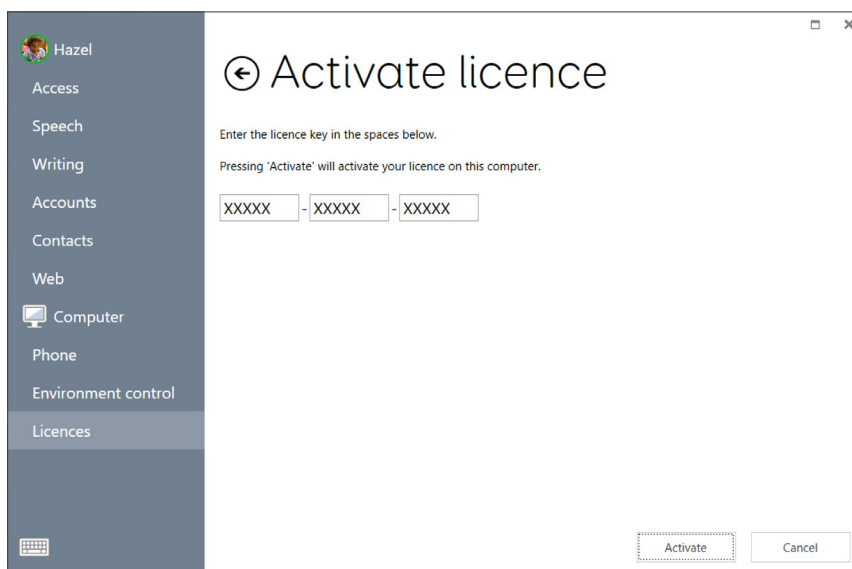 Hazel
Access
Speech
Writing
Accounts
Contacts
Web
Computer
Phone
Environment control
Licences
Activate licence
Enter the licence key in the spaces below.
Pressing 'Activate' will activate your licence on this computer.
XXXXX - XXXXX - XXXXX
Activate Cancel